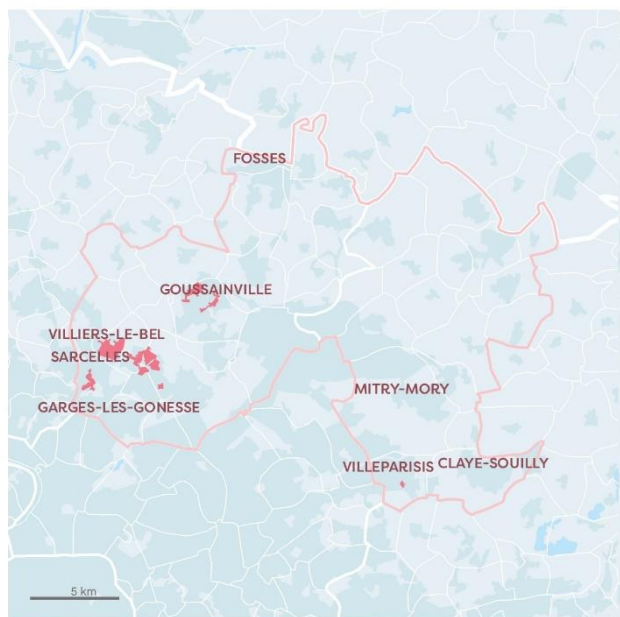 FOSSES
GOUSSAINVILLE
VILLIERS-LE-BEL
SARCELLES
MITRY-MORY
GARGES-LES-GONESSE
VILLEPARISIS
CLAYE-SOUILLY
5 km